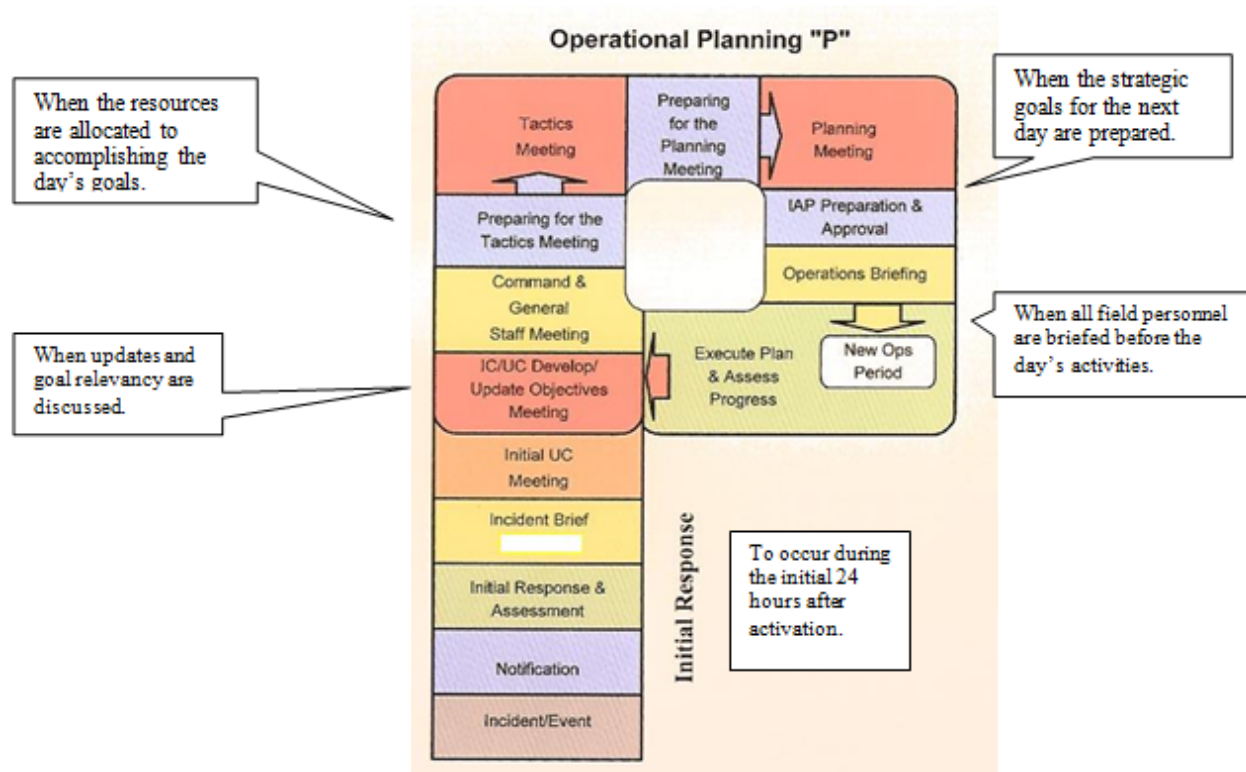 Operational Planning "P"
When the resources
are allocated to
accomplishing the
day's goals.
Tactics
Meeting
Preparing
for the
Planning
Meeting
Planning
Meeting
When the strategic
goals for the next
day are prepared.
Preparing for the
Tactics Meeting
IAP Preparation &
Approval
Command &
General
Staff Meeting
Operations Briefing
When all field personnel
are briefed before the
day's activities.
When updates and
goal relevancy are
discussed.
IC/UC Develop/
Update Objectives
Meeting
Execute Plan
& Assess
Progress
New Ops
Period
Initial UC
Meeting
Incident Brief
Initial Response &
Assessment
Notification
Incident/Event
Initial Response
To occur during
the initial 24
hours after
activation.